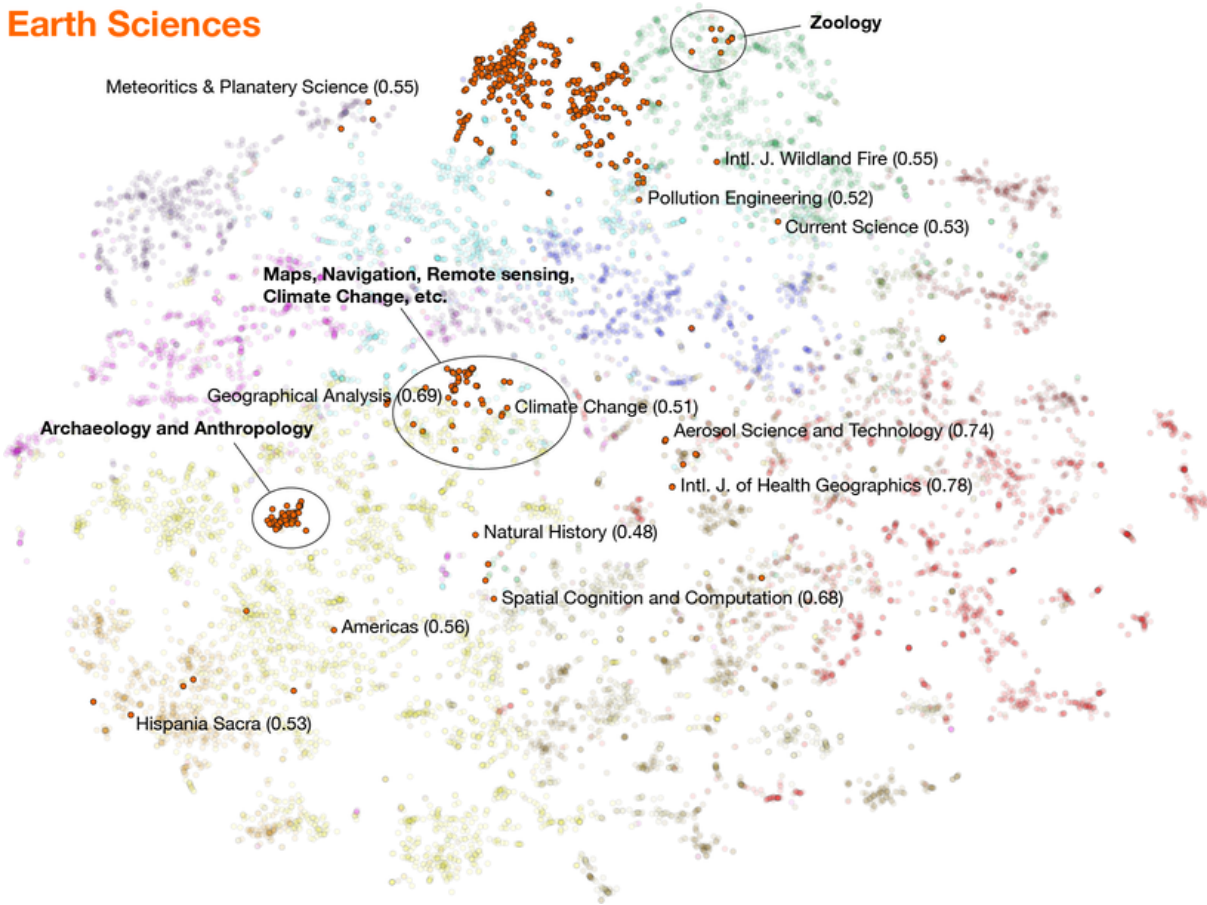 Earth Sciences
Zoology
Meteoritics & Planatery Science (0.55)
Intl. J. Wildland Fire (0.55)
Pollution Engineering (0.52)
Current Science (0.53)
Maps, Navigation, Remote sensing,
Climate Change, etc.
Geographical Analysis (0.69)
Climate Change (0.51)
Archaeology and Anthropology
Aerosol Science and Technology (0.74)
Intl. J. of Health Geographics (0.78)
Natural History (0.48)
Spatial Cognition and Computation (0.68)
Americas (0.56)
Hispania Sacra (0.53)